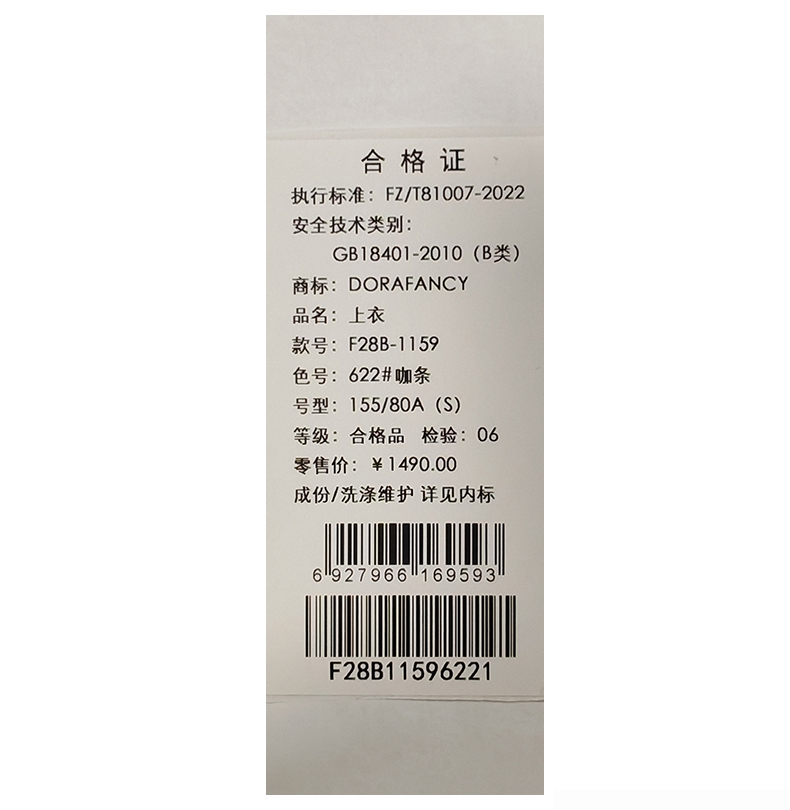 合格证
执行标准：FZ/T81007-2022
安全技术类别：
GB18401-2010（B类）
商标：DORAFANCY
品名：上衣
款号：F28B-1159
色号：622#咖条
号型：155/80A（S）
等级：合格品 检验：06
零售价：￥1490.00
成份/洗涤维护 详见内标
6 927966 169593
F28B11596221